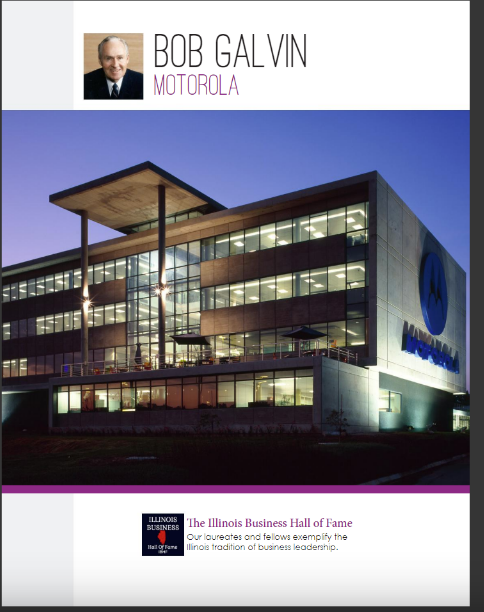 BOB GALVIN
MOTOROLA
MOTOROLA
ILLINOIS
BUSINESS
Hall Of Fame
The Illinois Business Hall of Fame
Our laureates and fellows exemplify the
Illinois tradition of business leadership.